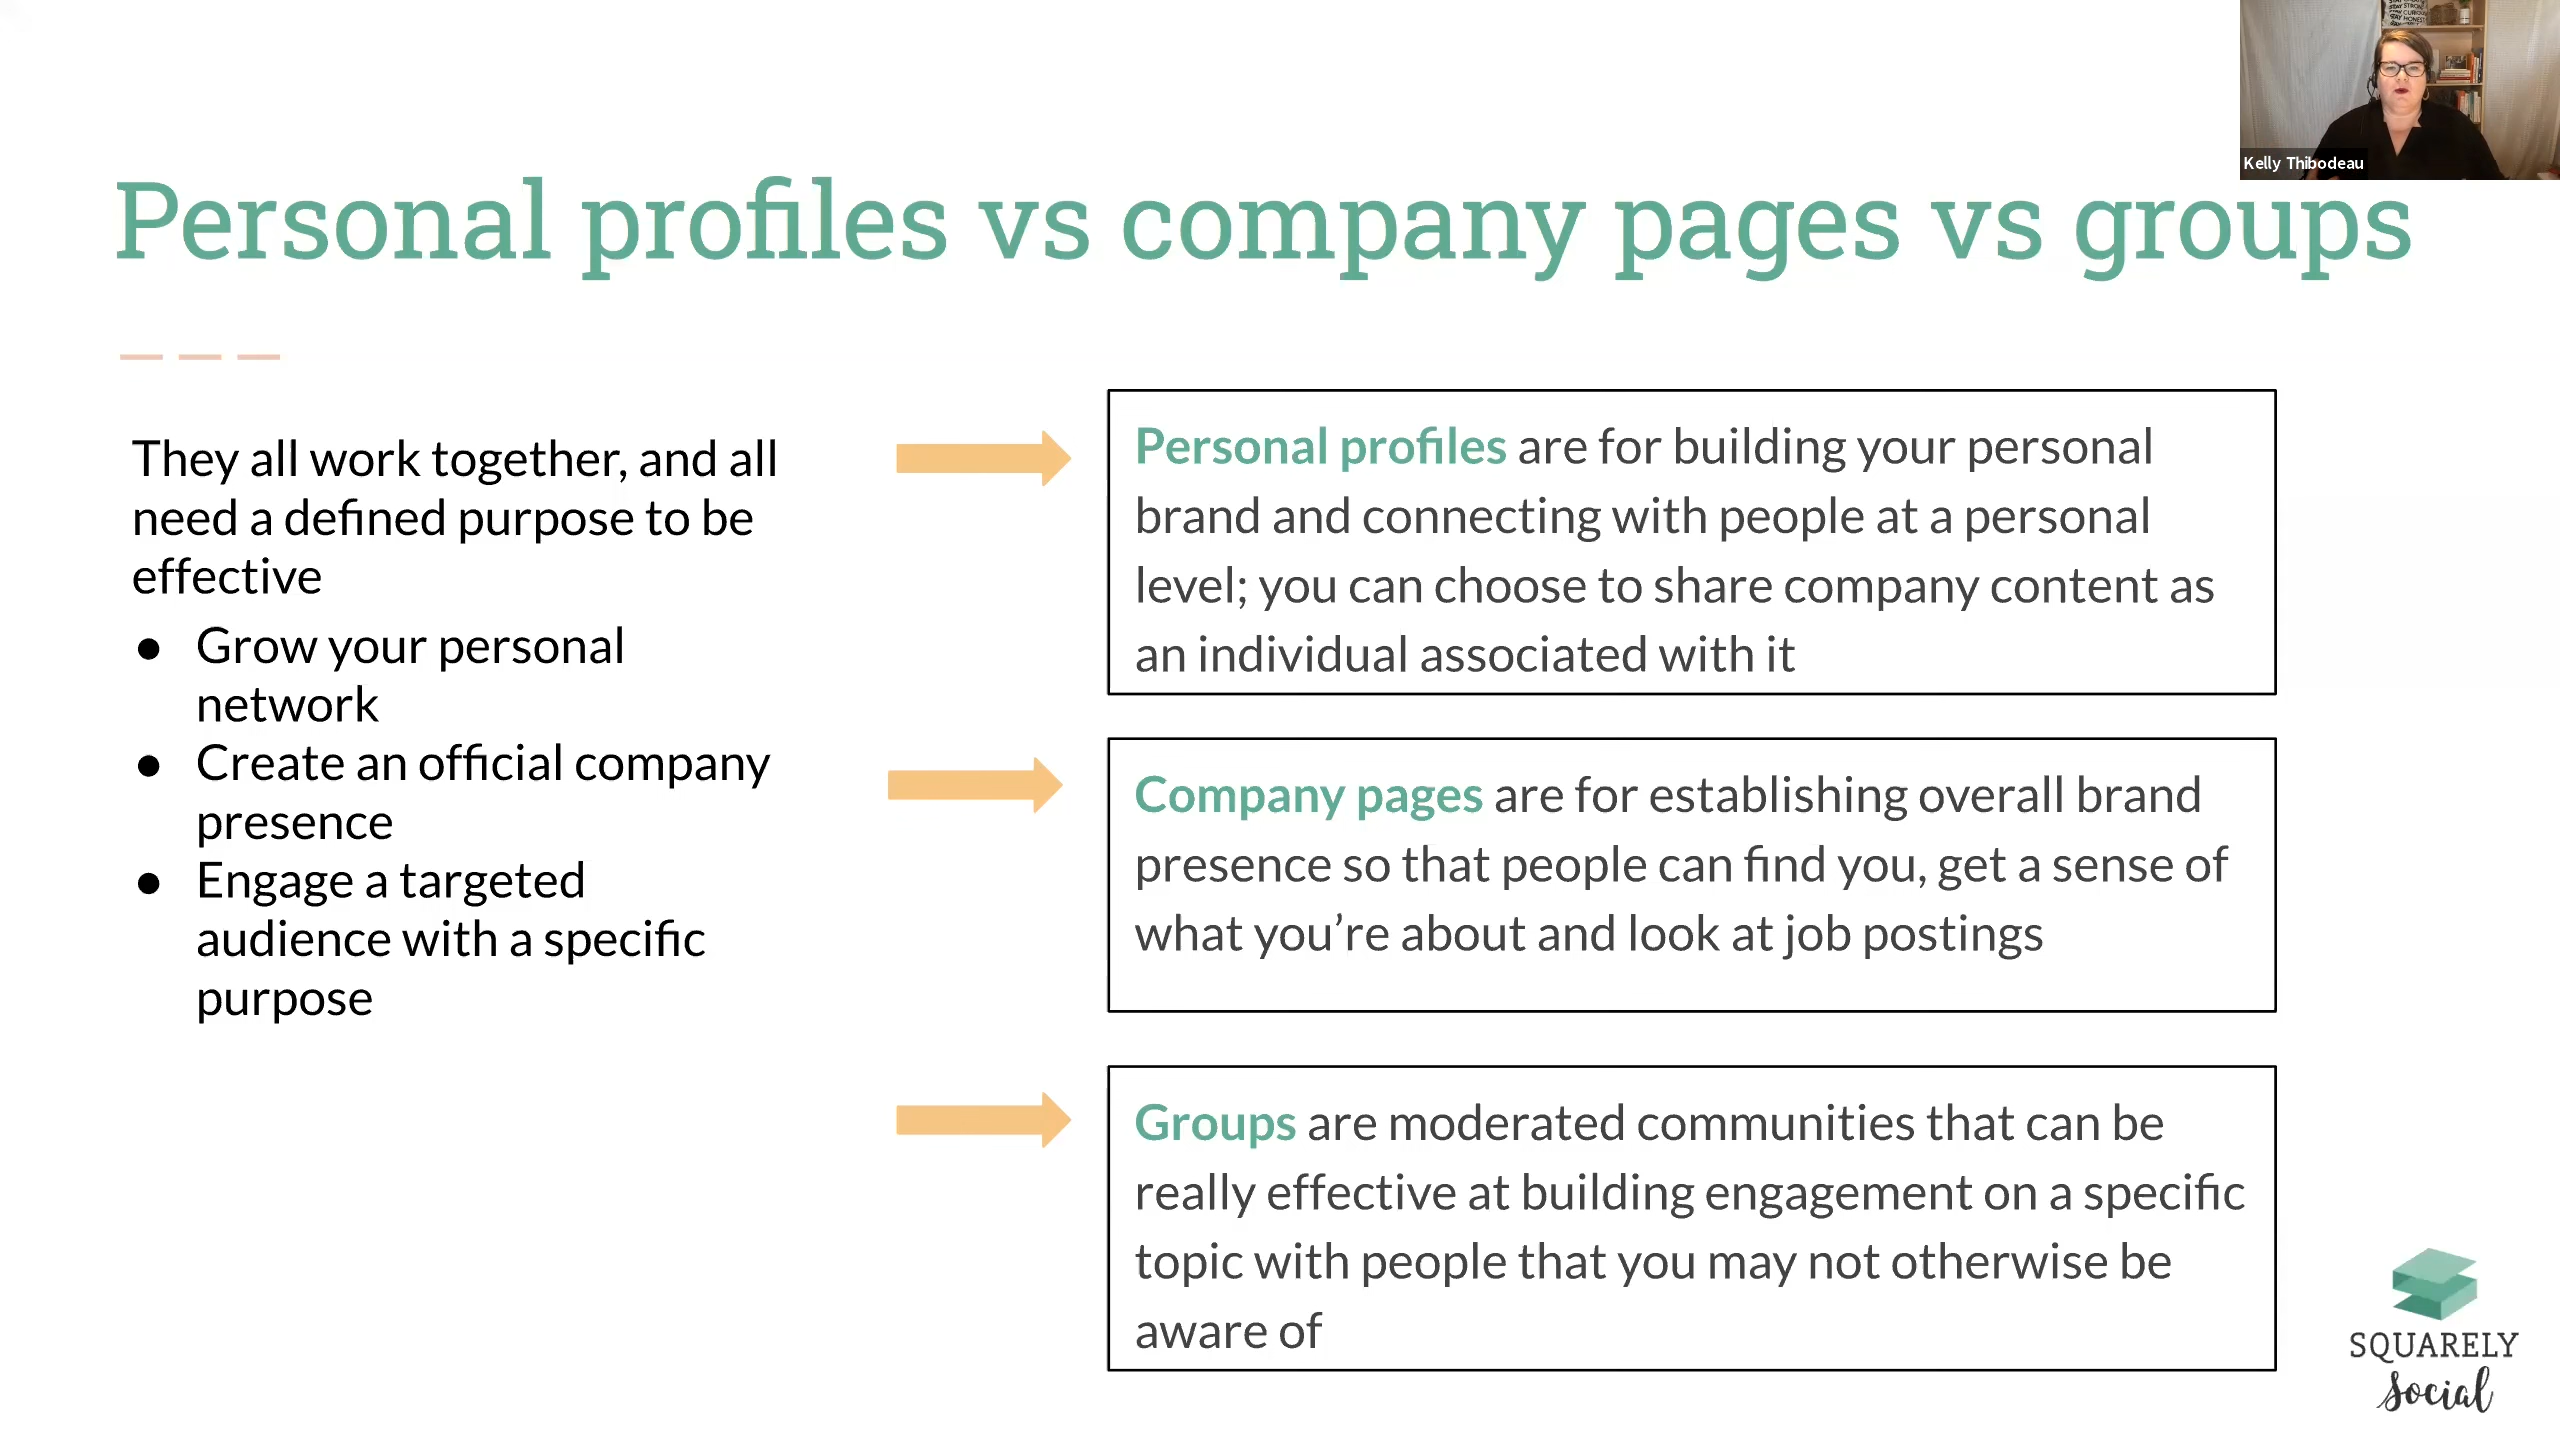 STAY STRONG
STAY CURIOUS
STAY HONEST
Kelly Thibodeau
Personal profiles vs company pages vs groups
They all work together, and all
need a defined purpose to be
effective
● Grow your personal
network
● Create an official company
presence
● Engage a targeted
audience with a specific
purpose
Personal profiles are for building your personal
brand and connecting with people at a personal
level; you can choose to share company content as
an individual associated with it
Company pages are for establishing overall brand
presence so that people can find you, get a sense of
what you’re about and look at job postings
Groups are moderated communities that can be
really effective at building engagement on a specific
topic with people that you may not otherwise be
aware of
SQUARELY
Social